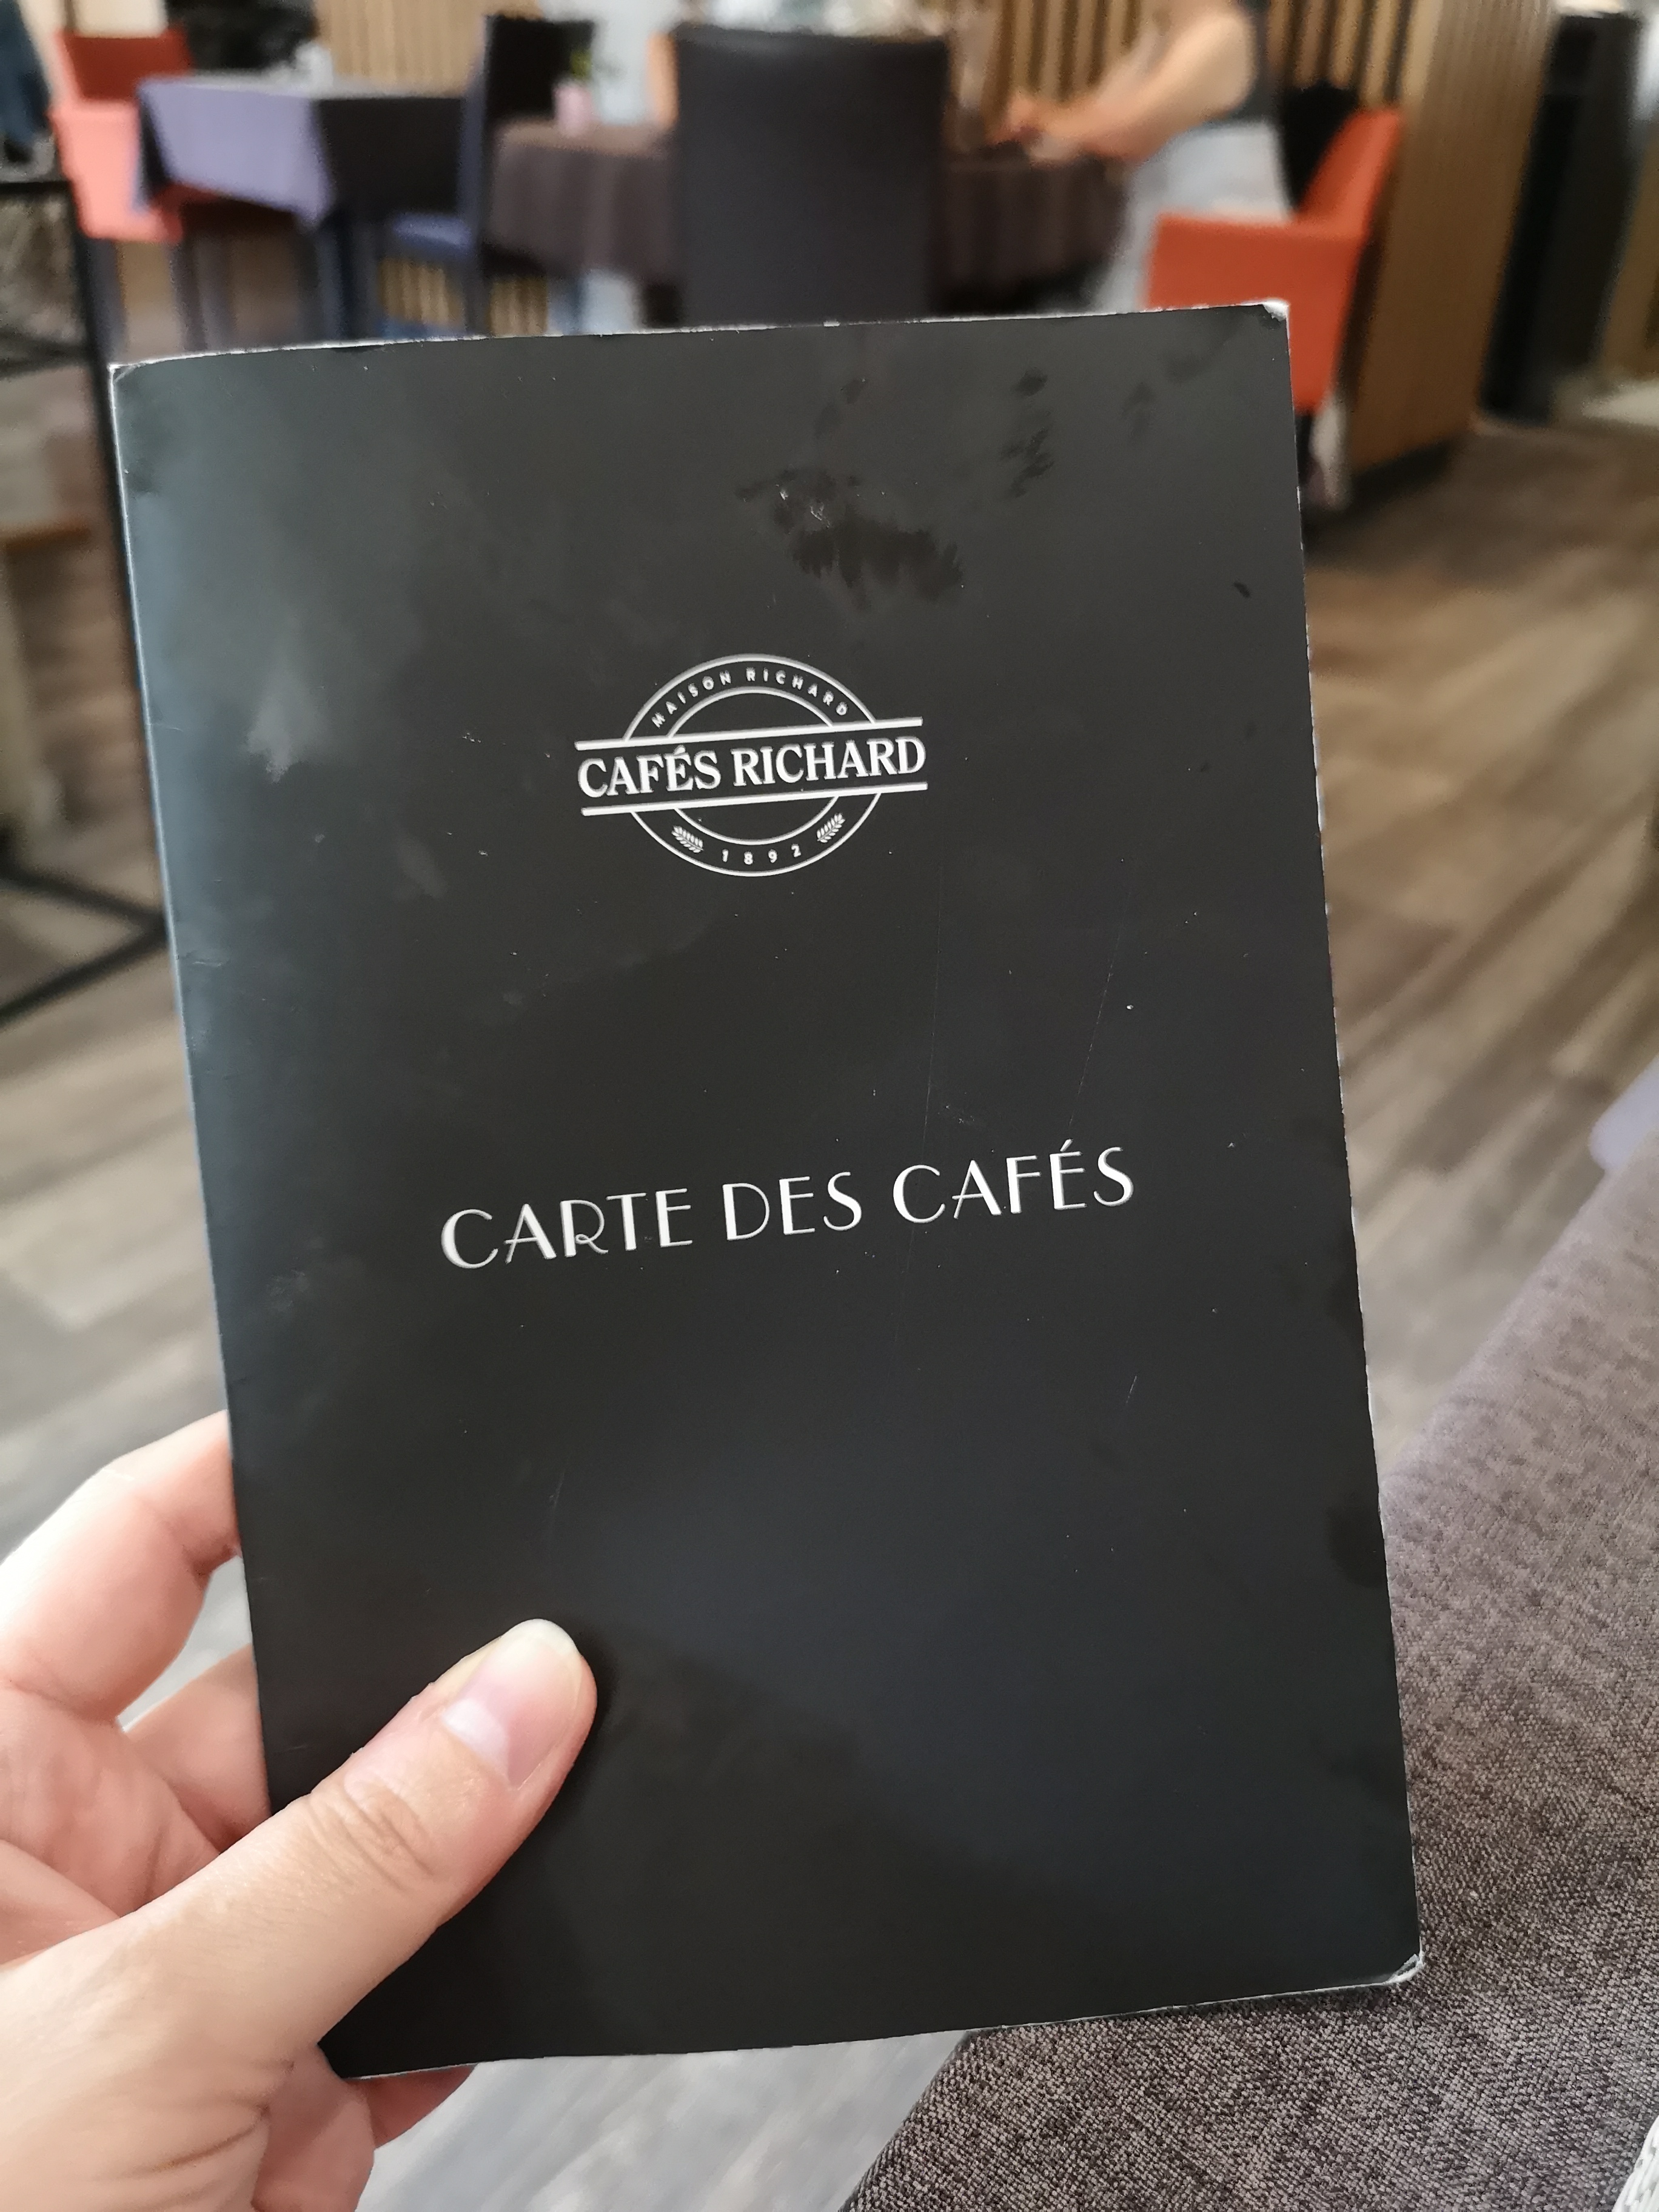 MAISON RICHARD
CAFÉS RICHARD
1892
CARTE DES CAFÉS